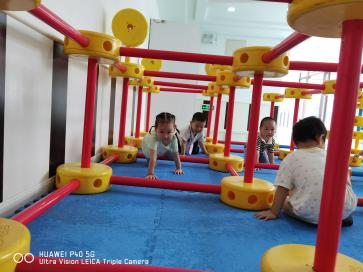 HUAWEI P40 5G
Ultra Vision LEICA Triple Camera